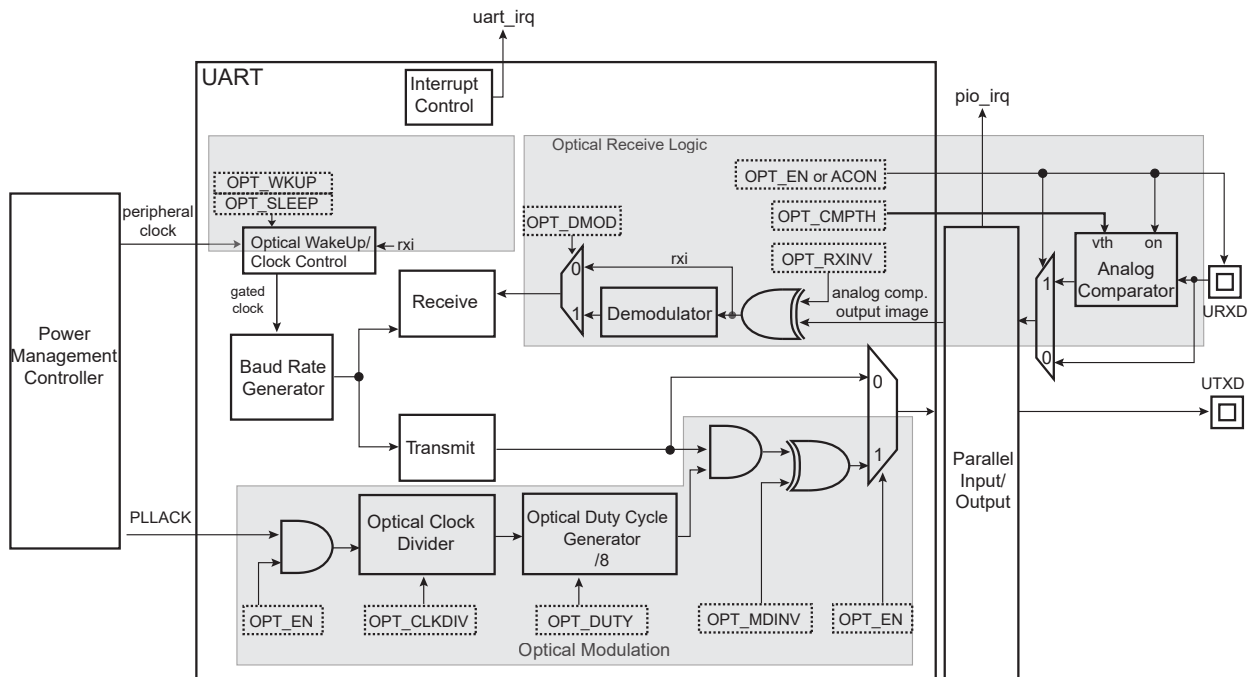 uart_irq
UART
Interrupt
Control
pio_irq
Optical Receive Logic
OPT_WKUP
OPT_SLEEP
OPT_EN or ACON
peripheral
clock
OPT_DMOD
OPT_CMPTH
Optical WakeUp/
Clock Control
rxi
rxi
OPT_RXINV
vth on
Analog
Comparator
0
1
gated
clock
Receive
Demodulator
1
analog comp.
output image
URXD
Power
Management
Controller
Baud Rate
Generator
0
0
UTXD
Transmit
1
Parallel
Input/
Output
PLLACK
Optical Clock
Divider
Optical Duty Cycle
Generator
/8
OPT_EN
OPT_CLKDIV
OPT_DUTY
OPT_MDINV
OPT_EN
Optical Modulation